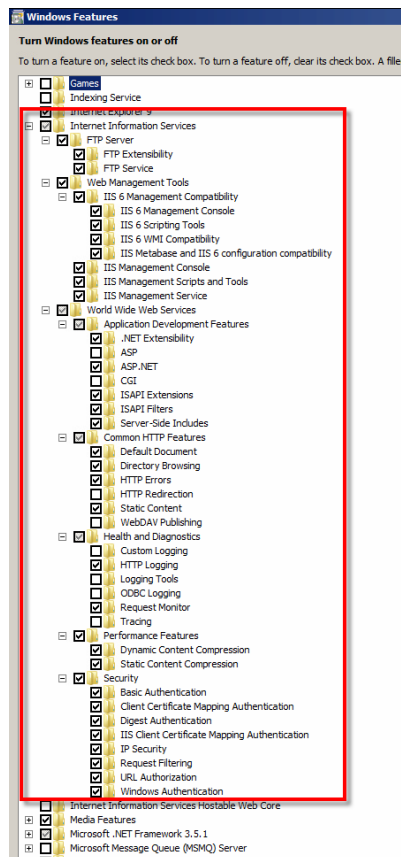 Windows Features
Turn Windows features on or off
To turn a feature on, select its check box. To turn a feature off, clear its check box. A fille
Games
Indexing Service
Internet Explorer 9
Internet Information Services
FTP Server
FTP Extensibility
FTP Service
Web Management Tools
IIS 6 Management Compatibility
IIS 6 Management Console
IIS 6 Scripting Tools
IIS 6 WMI Compatibility
IIS Metabase and IIS 6 configuration compatibility
IIS Management Console
IIS Management Scripts and Tools
IIS Management Service
World Wide Web Services
Application Development Features
.NET Extensibility
ASP
ASP.NET
CGI
ISAPI Extensions
ISAPI Filters
Server-Side Includes
Common HTTP Features
Default Document
Directory Browsing
HTTP Errors
HTTP Redirection
Static Content
WebDAV Publishing
Health and Diagnostics
Custom Logging
HTTP Logging
Logging Tools
ODBC Logging
Request Monitor
Tracing
Performance Features
Dynamic Content Compression
Static Content Compression
Security
Basic Authentication
Client Certificate Mapping Authentication
Digest Authentication
IIS Client Certificate Mapping Authentication
IP Security
Request Filtering
URL Authorization
Windows Authentication
Internet Information Services Hostable Web Core
Media Features
Microsoft .NET Framework 3.5.1
Microsoft Message Queue (MSMQ) Server